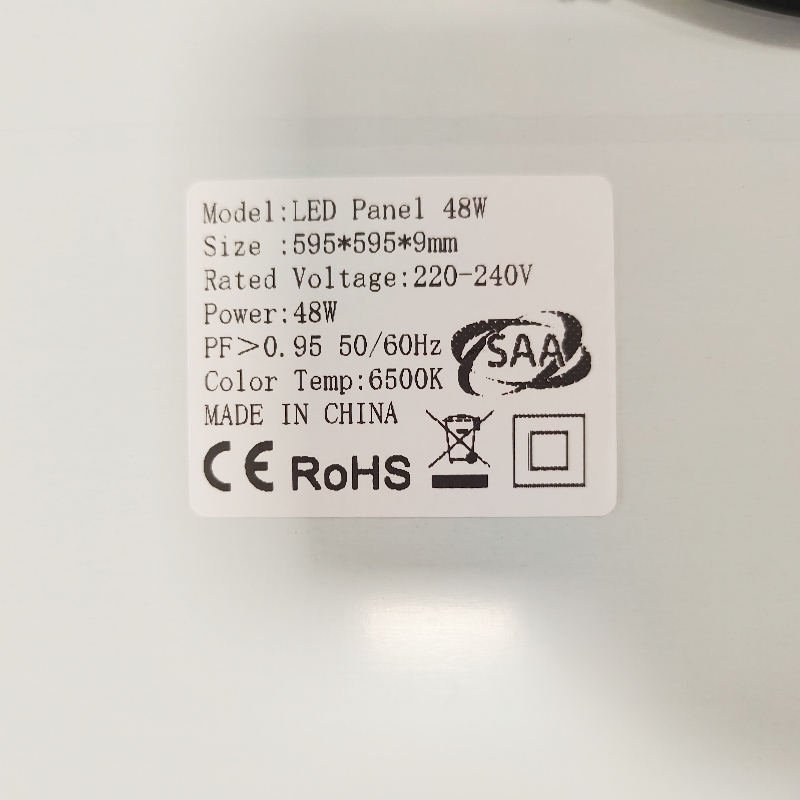 Model:LED Panel 48W
Size :595*595*9mm
Rated Voltage:220-240V
Power:48W
PF>0.95 50/60Hz
SAA
Color Temp:6500K
MADE IN CHINA
CE RoHS